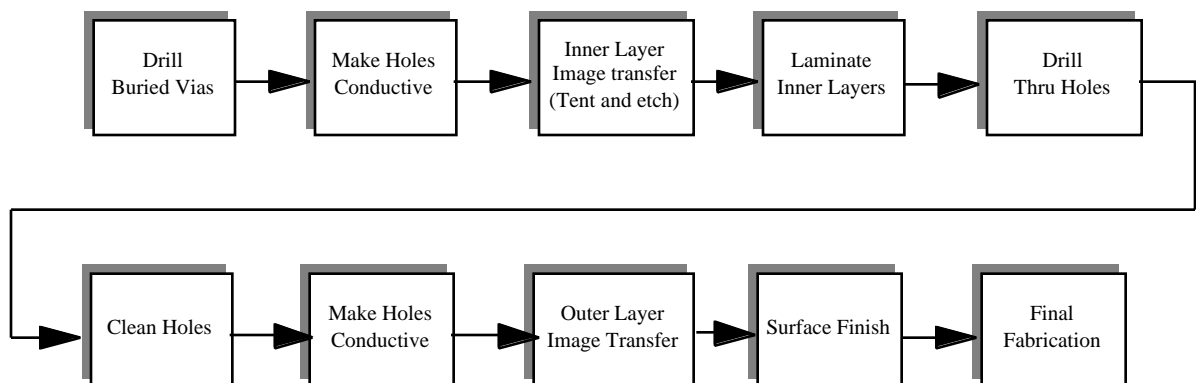 Drill
Buried Vias
Make Holes
Conductive
Inner Layer
Image transfer
(Tent and etch)
Laminate
Inner Layers
Drill
Thru Holes
Clean Holes
Make Holes
Conductive
Outer Layer
Image Transfer
Surface Finish
Final
Fabrication